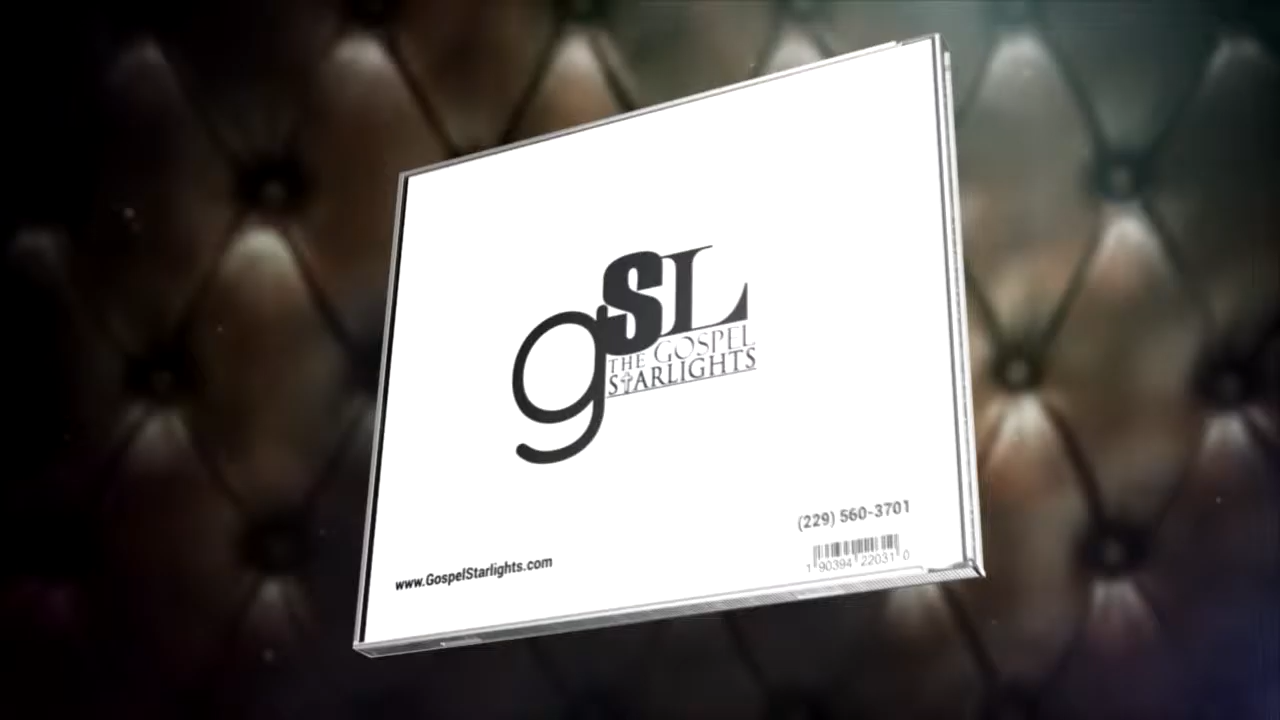 gSL
THE GOSPEL
STARLIGHTS
(229) 560-3701
1 90394 22031 0
www.GospelStarlights.com